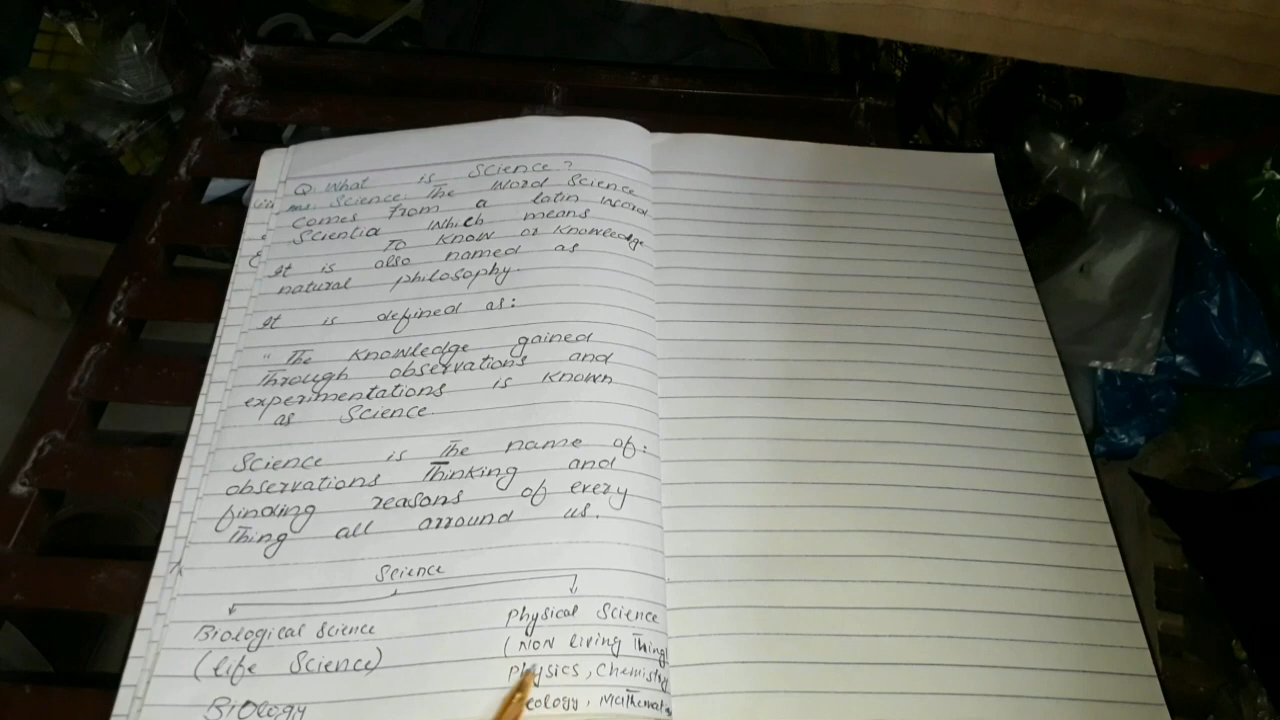 Q. What is Science?
Ans. Science: The Word Science
comes from a latin word
Scientia which means
To know or Knowledge
It is also named as
natural philosophy.
It is defined as:
"The Knowledge gained
Through observations and
experimentations is known
as Science.
Science is the name of:
observations Thinking and
finding reasons of every
Thing all arround us.
Science
Biological Science
(life Science)
Biology
Physical Science
(Non living Thing
Physics, Chemistry
eology, Mathemat